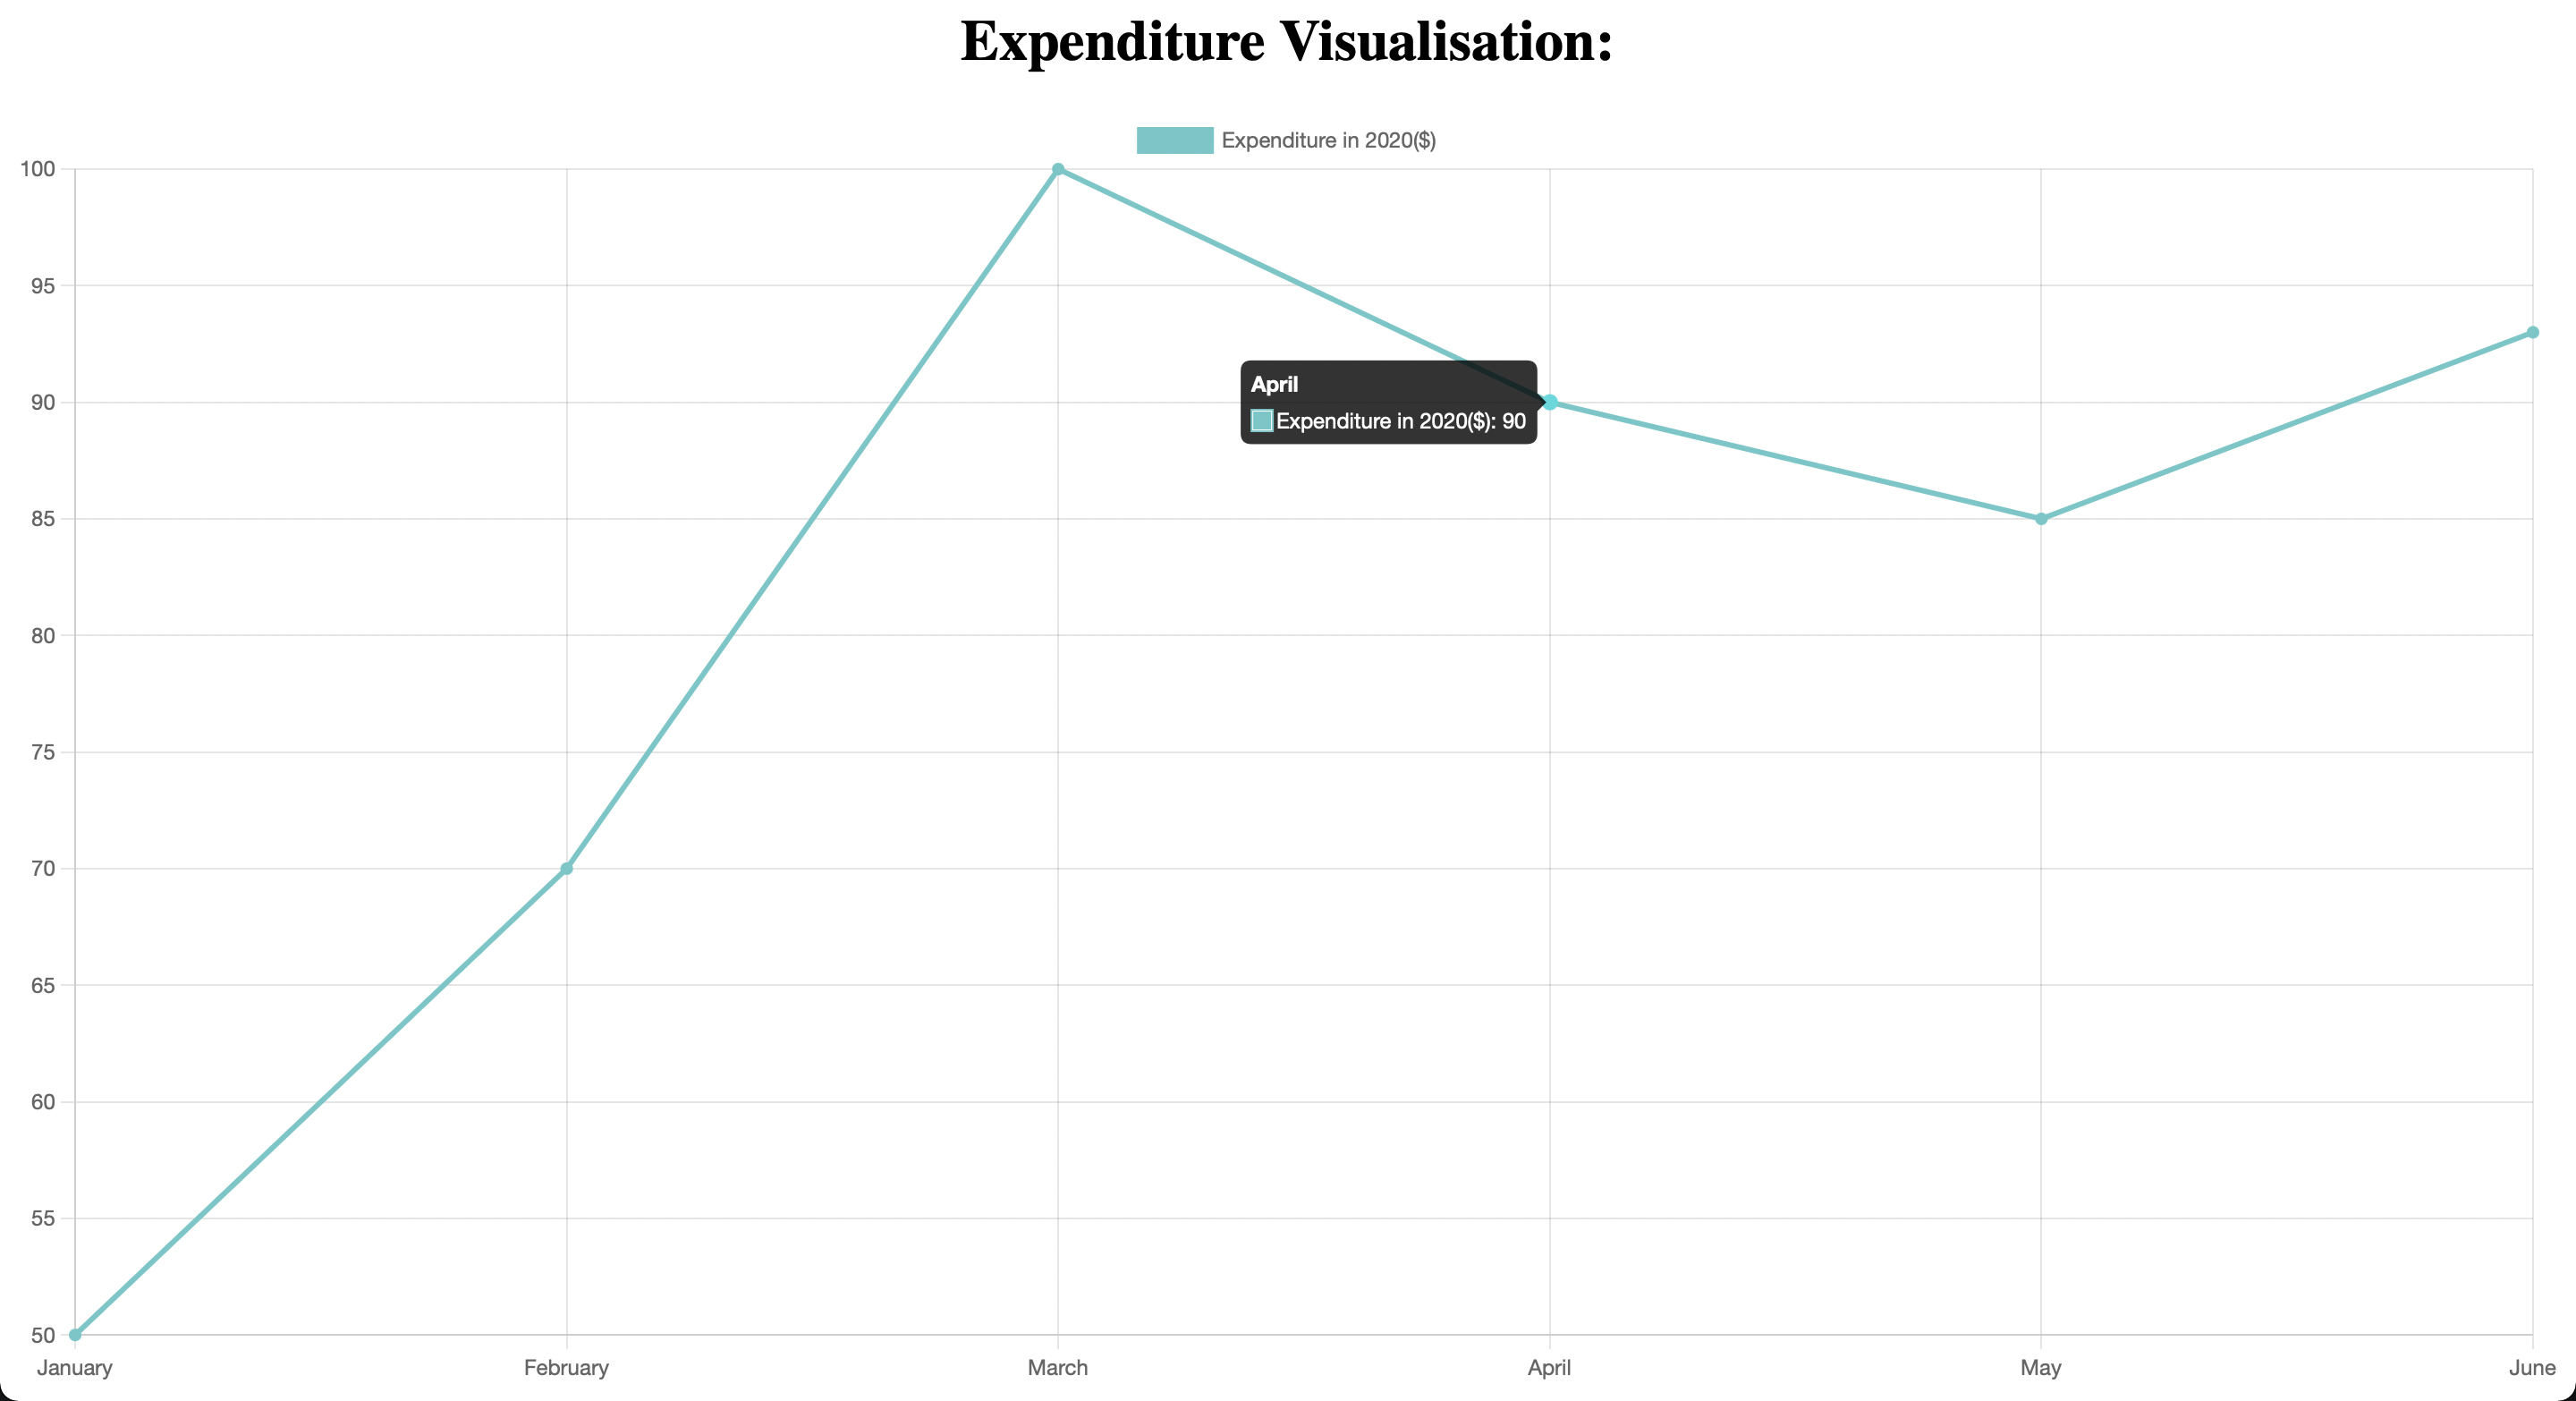 Expenditure Visualisation:
Expenditure in 2020($)
100
95
90
85
80
75
70
65
60
55
50
April
Expenditure in 2020($): 90
January
February
March
April
May
June